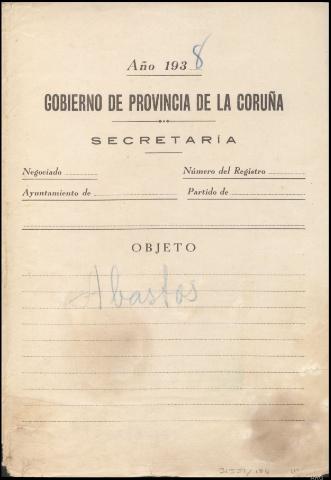 Año 1938
GOBIERNO DE PROVINCIA DE LA CORUÑA
SECRETARÍA
Negociado Número del Registro
Ayuntamiento de Partido de
OBJETO
Abastos